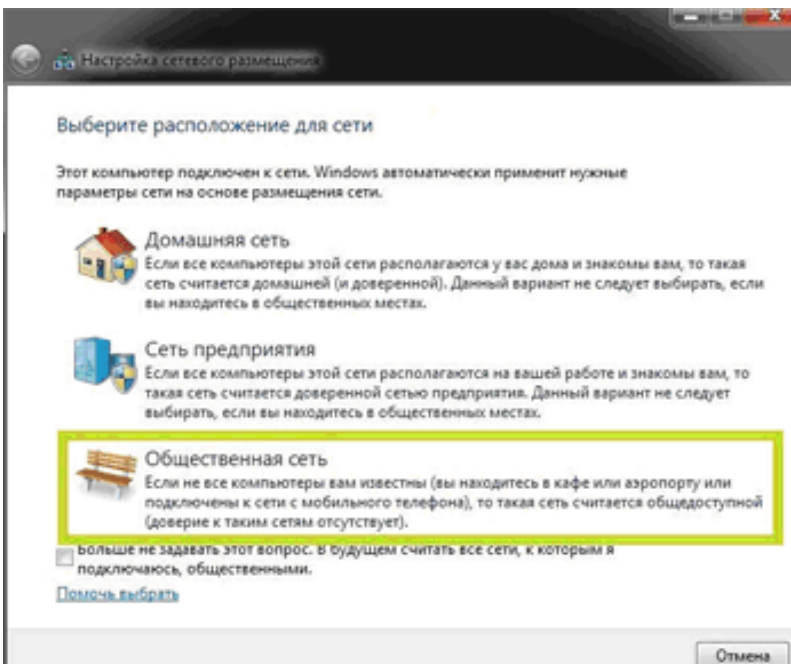 Настройка сетевого размещения
Выберите расположение для сети
Этот компьютер подключен к сети. Windows автоматически применит нужные
параметры сети на основе размещения сети.
Домашняя сеть
Если все компьютеры этой сети располагаются у вас дома и знакомы вам, то такая
сеть считается домашней (и доверенной). Данный вариант не следует выбирать, если
вы находитесь в общественных местах.
Сеть предприятия
Если все компьютеры этой сети располагаются на вашей работе и знакомы вам, то
такая сеть считается доверенной сетью предприятия. Данный вариант не следует
выбирать, если вы находитесь в общественных местах.
Общественная сеть
Если не все компьютеры вам известны (вы находитесь в кафе или аэропорту или
подключены к сети с мобильного телефона), то такая сеть считается общедоступной
(доверие к таким сетям отсутствует).
Больше не задавать этот вопрос. В будущем считать все сети, к которым я
подключаюсь, общественными.
Помочь выбрать
Отмена